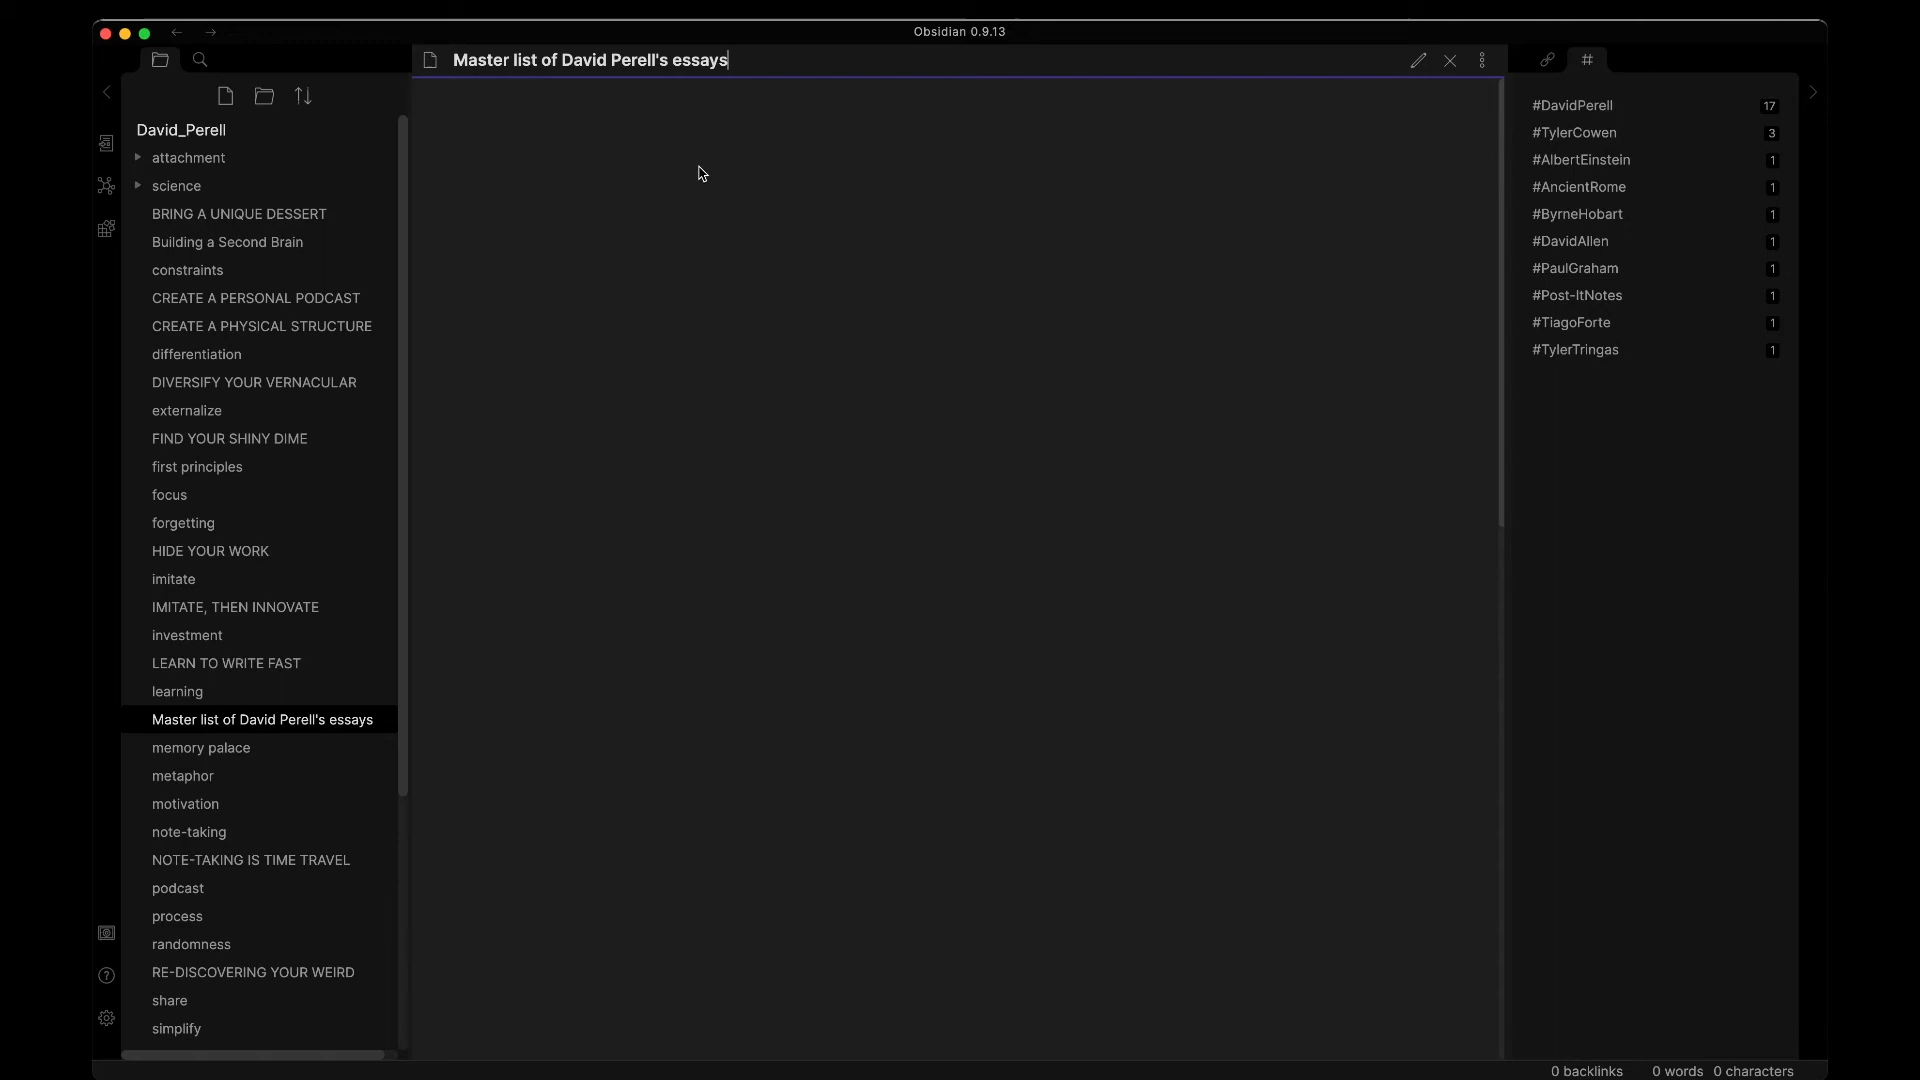 Obsidian 0.9.13
Master list of David Perell's essays
David_Perell
attachment
science
BRING A UNIQUE DESSERT
Building a Second Brain
constraints
CREATE A PERSONAL PODCAST
CREATE A PHYSICAL STRUCTURE
differentiation
DIVERSIFY YOUR VERNACULAR
externalize
FIND YOUR SHINY DIME
first principles
focus
forgetting
HIDE YOUR WORK
imitate
IMITATE, THEN INNOVATE
investment
LEARN TO WRITE FAST
learning
Master list of David Perell's essays
memory palace
metaphor
motivation
note-taking
NOTE-TAKING IS TIME TRAVEL
podcast
process
randomness
RE-DISCOVERING YOUR WEIRD
share
simplify
#
#DavidPerell 17
#TylerCowen 3
#AlbertEinstein 1
#AncientRome 1
#ByrneHobart 1
#DavidAllen 1
#PaulGraham 1
#Post-ItNotes 1
#TiagoForte 1
#TylerTringas 1
0 backlinks 0 words 0 characters